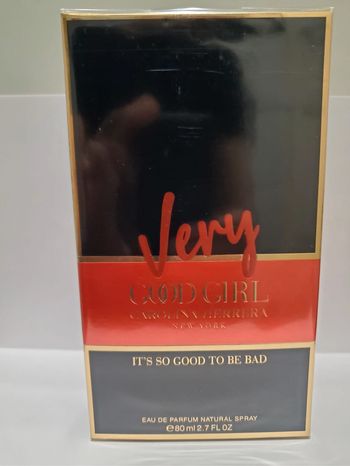 Very
GOOD GIRL
CAROLINA HERRERA
NEW YORK
IT'S SO GOOD TO BE BAD
EAU DE PARFUM NATURAL SPRAY
℮80 ml 2.7 FL OZ